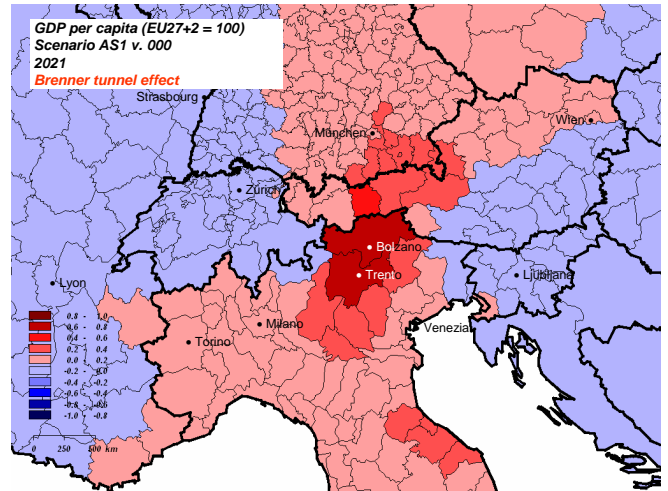 GDP per capita (EU27+2 = 100)
Scenario AS1 v. 000
2021
Brenner tunnel effect
Strasbourg
München
Wien
Zürich
Bolzano
Trento
Ljubljana
Lyon
Milano
Venezia
Torino
0.8 - 1.0
0.6 - 0.8
0.4 - 0.6
0.2 - 0.4
0.0 - 0.2
-0.2 - 0.0
-0.4 - -0.2
-0.6 - -0.4
-0.8 - -0.6
-1.0 - -0.8
0 250 500 km